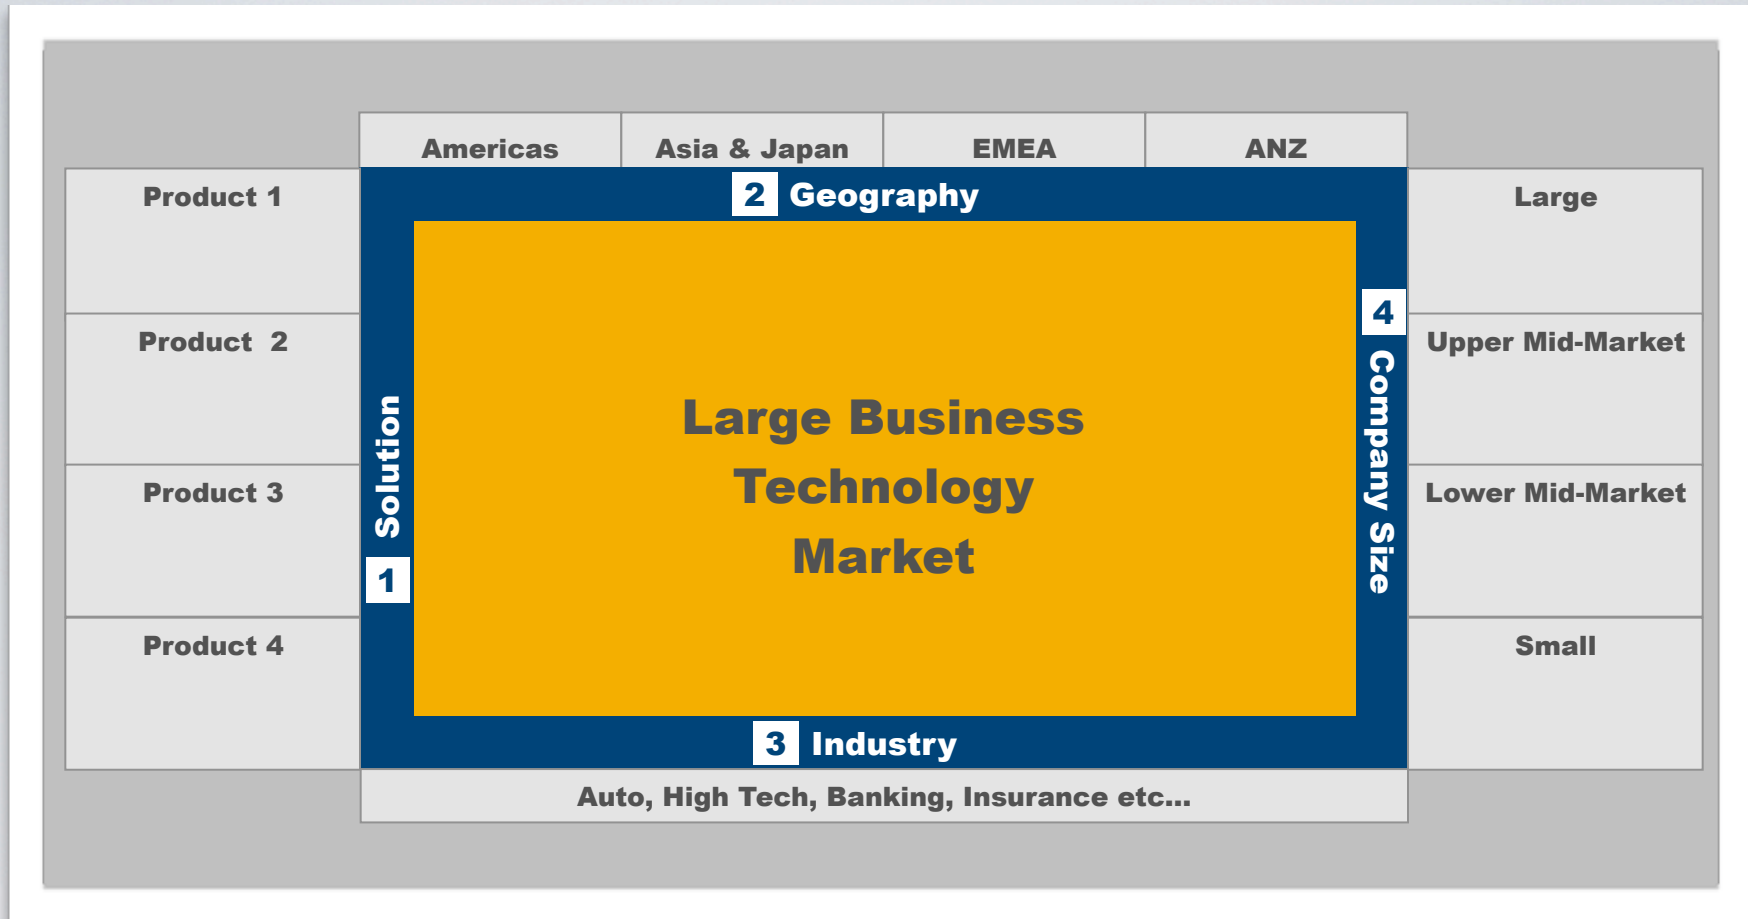 Americas
Asia & Japan
EMEA
ANZ
2 Geography
Product 1
Product 2
Product 3
Product 4
1 Solution
Large Business
Technology
Market
4 Company Size
Large
Upper Mid-Market
Lower Mid-Market
Small
3 Industry
Auto, High Tech, Banking, Insurance etc...